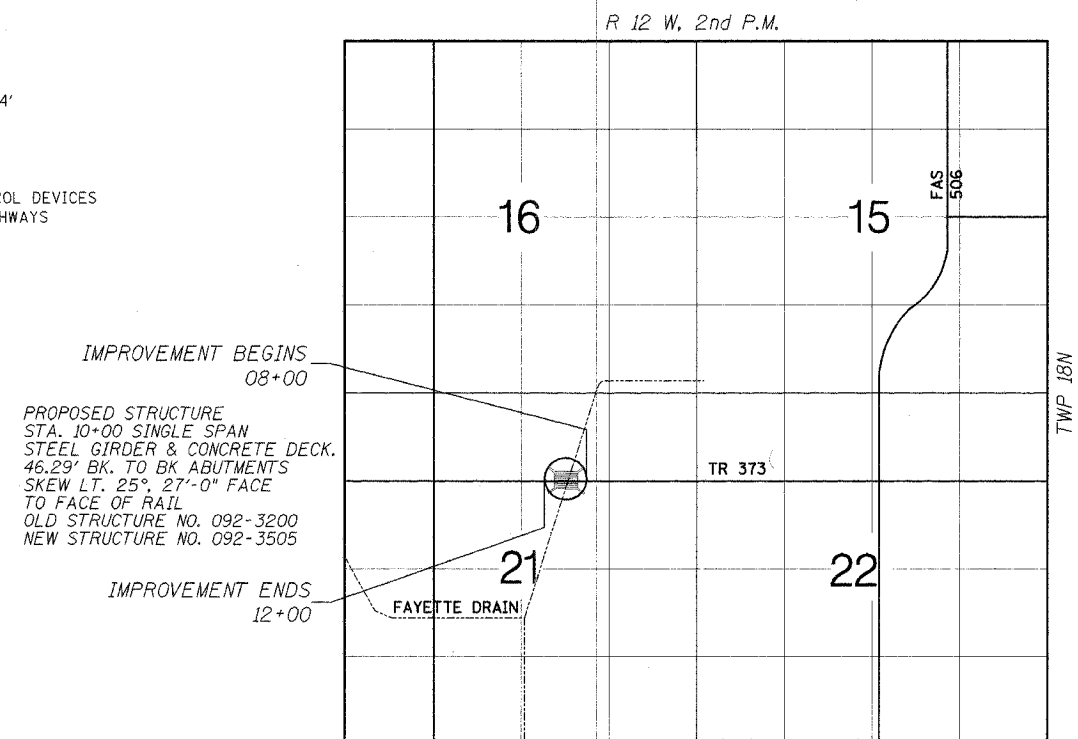 R 12 W, 2nd P.M.
4'
ROL DEVICES
HWAYS
16
15
FAS
506
TWP 18N
IMPROVEMENT BEGINS
08+00
PROPOSED STRUCTURE
STA. 10+00 SINGLE SPAN
STEEL GIRDER & CONCRETE DECK.
46.29' BK. TO BK ABUTMENTS
SKEW LT. 25°, 27'-0" FACE
TO FACE OF RAIL
OLD STRUCTURE NO. 092-3200
NEW STRUCTURE NO. 092-3505
TR 373
21
22
IMPROVEMENT ENDS
12+00
FAYETTE DRAIN